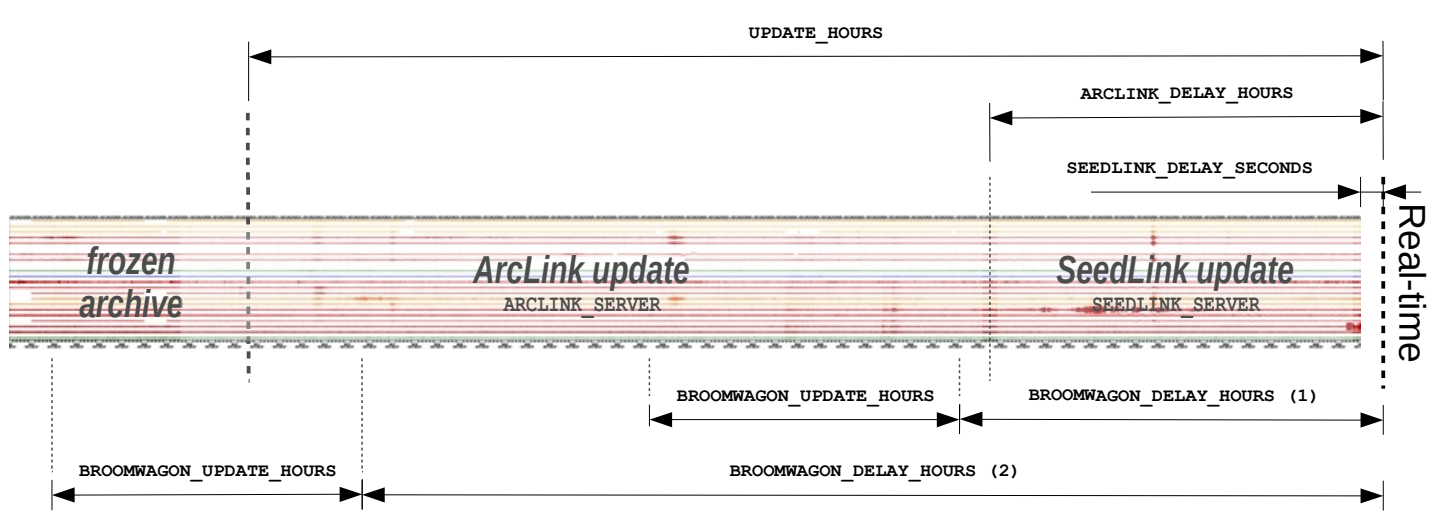 UPDATE_HOURS
ARCLINK_DELAY_HOURS
SEEDLINK_DELAY_SECONDS
Real-time
frozen
archive
ArcLink update
ARCLINK_SERVER
SeedLink update
SEEDLINK_SERVER
BROOMWAGON_UPDATE_HOURS
BROOMWAGON_DELAY_HOURS (1)
BROOMWAGON_UPDATE_HOURS
BROOMWAGON_DELAY_HOURS (2)